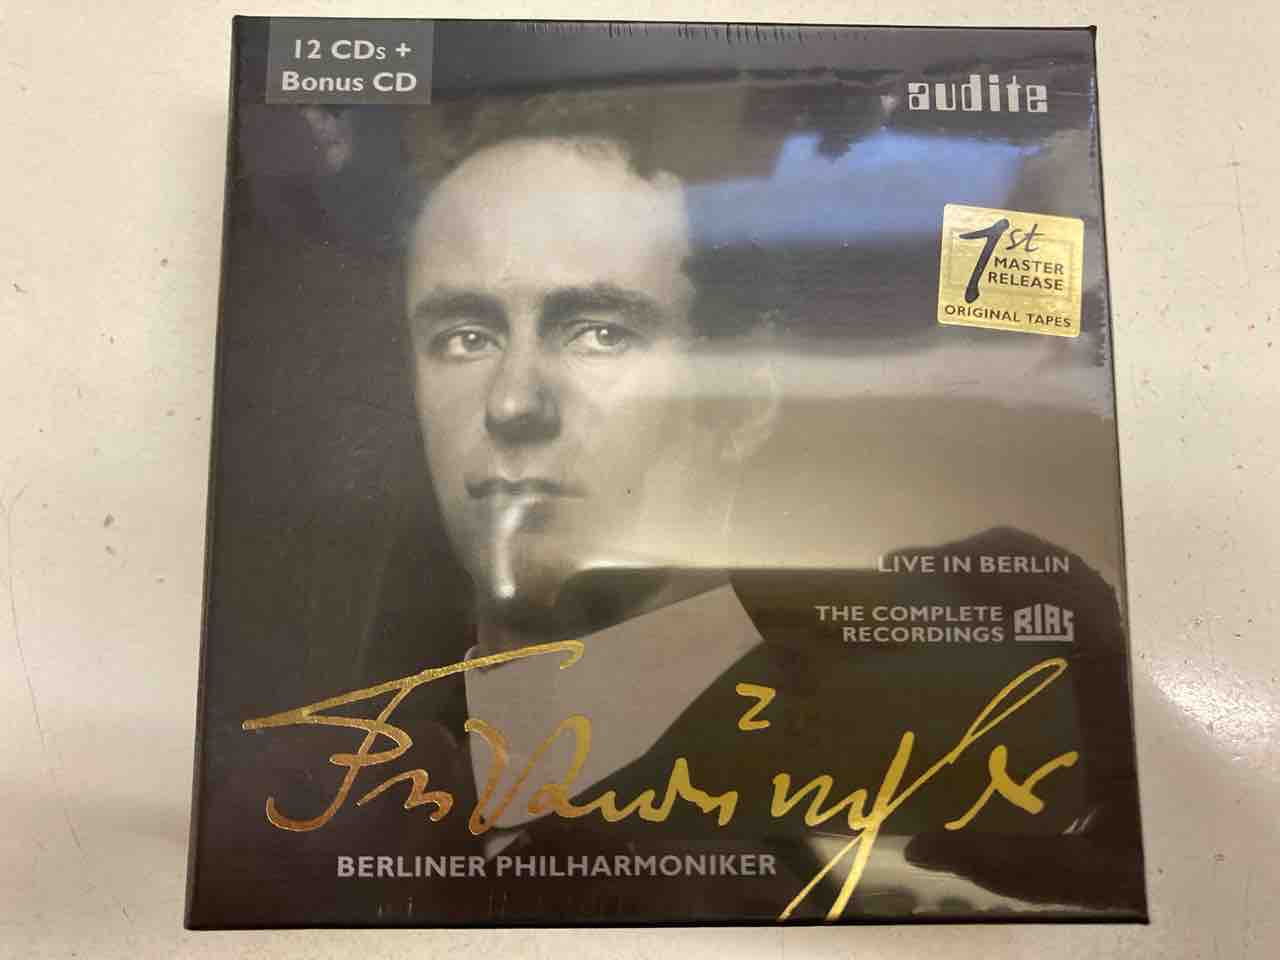 12 CDs +
Bonus CD
audite
1st
MASTER
RELEASE
ORIGINAL TAPES
LIVE IN BERLIN
THE COMPLETE
RECORDINGS
RIAS
BERLINER PHILHARMONIKER